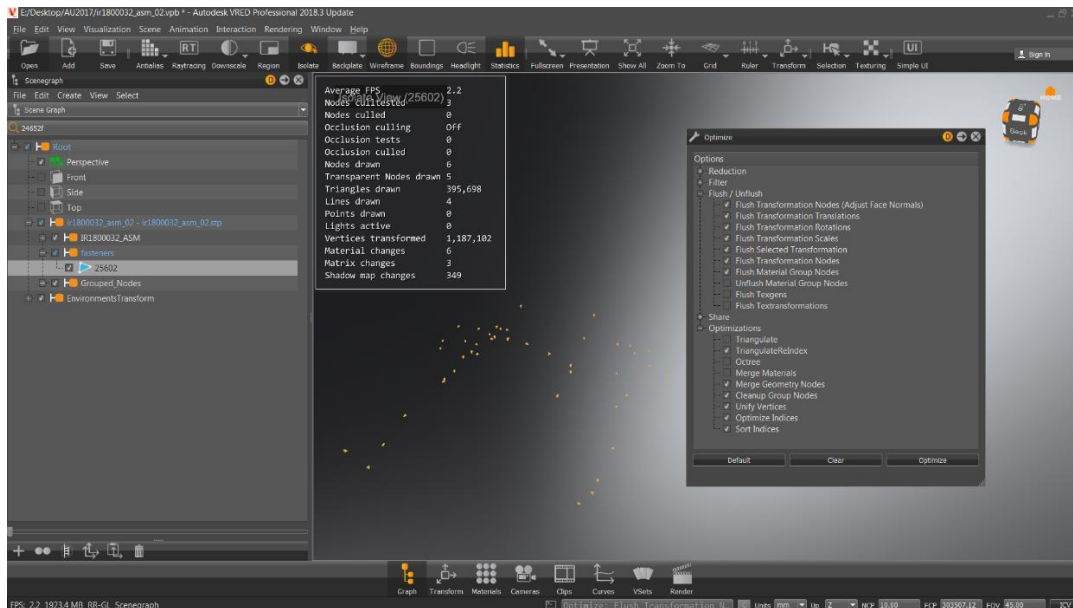 E:/Desktop/AU2017/ir1800032_asm_02.vpb * - Autodesk VRED Professional 2018.3 Update
File Edit View Visualization Scene Animation Interaction Rendering Window Help
Open Add Save Antialias Raytracing Downscale Region Isolate Backplate Wireframe Boundings Headlight Statistics Fullscreen Presentation Show All Zoom To Grid Ruler Transform Selection Texturing Simple UI
RT UI Sign In
Scenegraph
File Edit Create View Select
Scene Graph
24652f
Root
Perspective
Front
Side
Top
ir1800032_asm_02 - ir1800032_asm_02.stp
IR1800032_ASM
fasteners
25602
Grouped_Nodes
EnvironmentsTransform
Isolate View (25602)
Average FPS 2.2
Nodes culltested 3
Nodes culled 0
Occlusion culling OFF
Occlusion tests 0
Occlusion culled 0
Nodes drawn 6
Transparent Nodes drawn 5
Triangles drawn 395,698
Lines drawn 4
Points drawn 0
Lights active 0
Vertices transformed 1,187,102
Material changes 6
Matrix changes 3
Shadow map changes 349
HOME
Back
Optimize
Options
Reduction
Filter
Flush / Unflush
Flush Transformation Nodes (Adjust Face Normals)
Flush Transformation Translations
Flush Transformation Rotations
Flush Transformation Scales
Flush Selected Transformation
Flush Transformation Nodes
Flush Material Group Nodes
Unflush Material Group Nodes
Flush Texgens
Flush Textransformations
Share
Optimizations
Triangulate
TriangulateReIndex
Octree
Merge Materials
Merge Geometry Nodes
Cleanup Group Nodes
Unify Vertices
Optimize Indices
Sort Indices
Default Clear Optimize
Graph Transform Materials Cameras Clips Curves VSets Render
FPS: 2.2 1923.4 MB RR-GL Scenegraph
Optimize: Flush Transformation N. Units mm Up Z NCP 10.00 FCP 203507.12 FOV 45.00 ICV